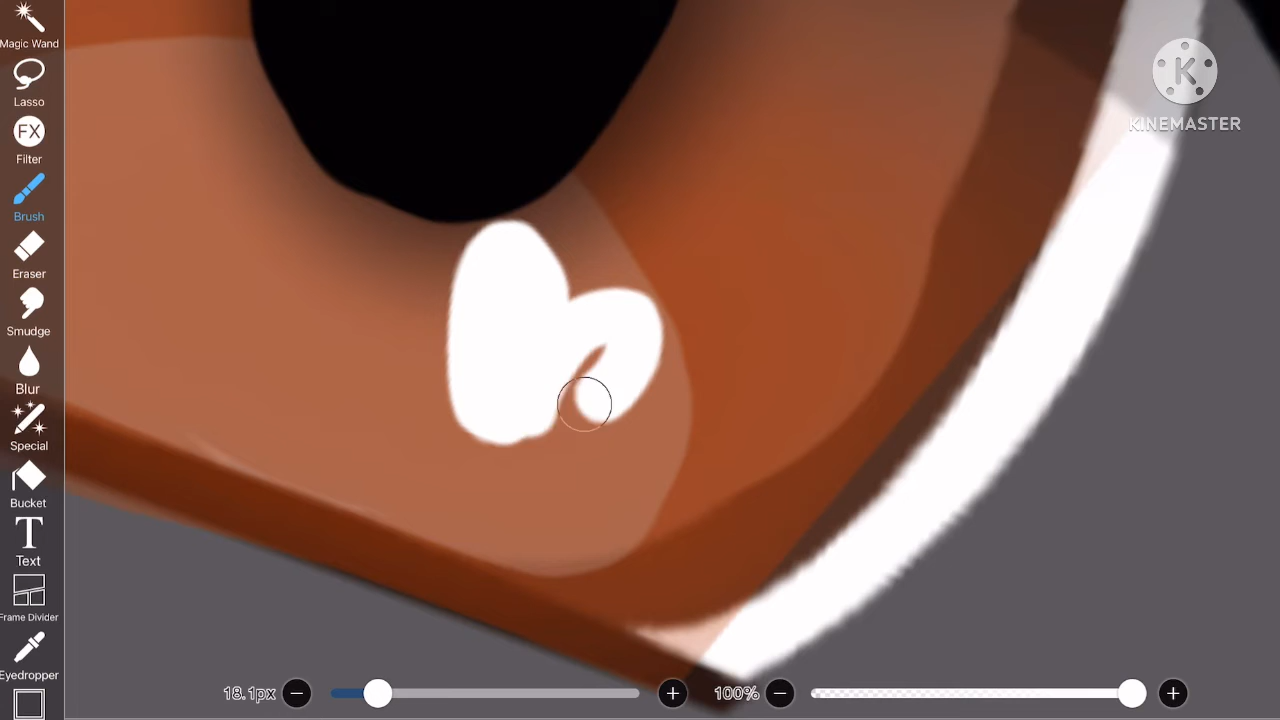 Magic Wand
Lasso
FX
Filter
Brush
Eraser
Smudge
Blur
Special
Bucket
T
Text
Frame Divider
Eyedropper
18.1px
100%
K
KINEMASTER